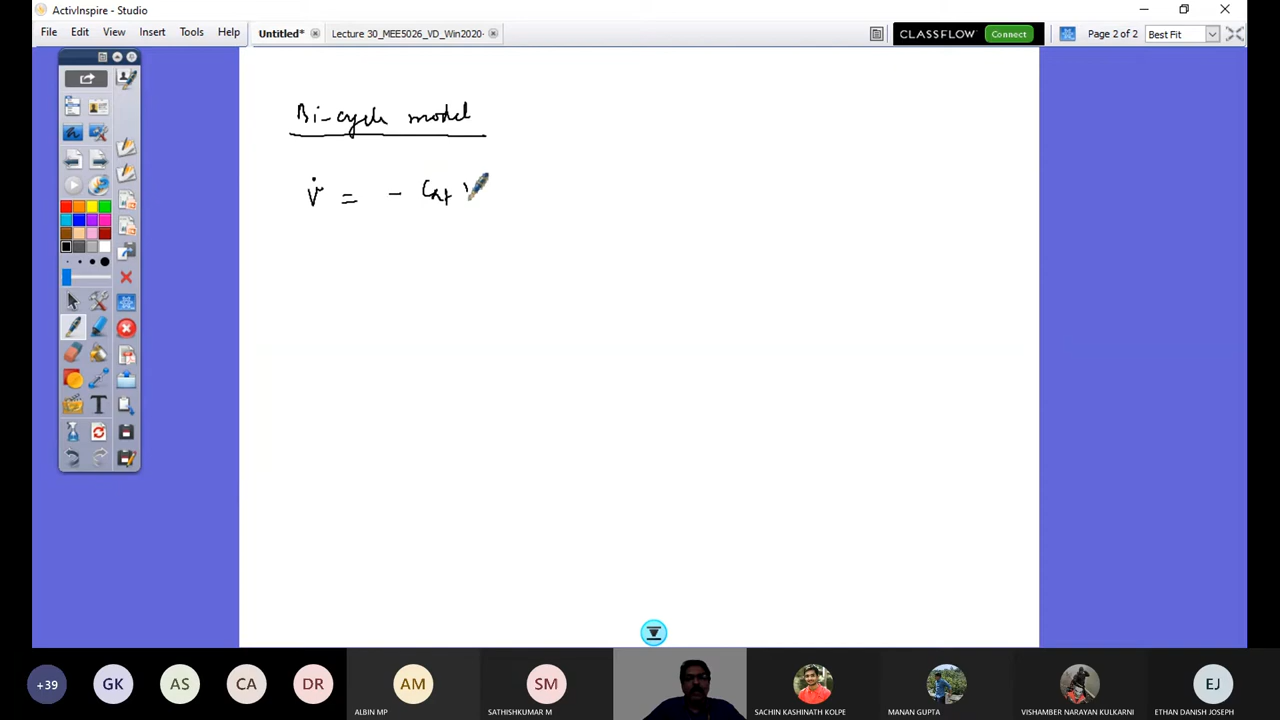 ActivInspire - Studio
File Edit View Insert Tools Help Untitled* Lecture 30_MEE5026_VD_Win2020- CLASSFLOW Connect Page 2 of 2 Best Fit
Bi-cycle model
v̇ = - Cαf
+39 GK AS CA DR AM SM EJ
ALBIN MP SATHISHKUMAR M SACHIN KASHINATH KOLPE MANAN GUPTA VISHAMBER NARAYAN KULKARNI ETHAN DANISH JOSEPH